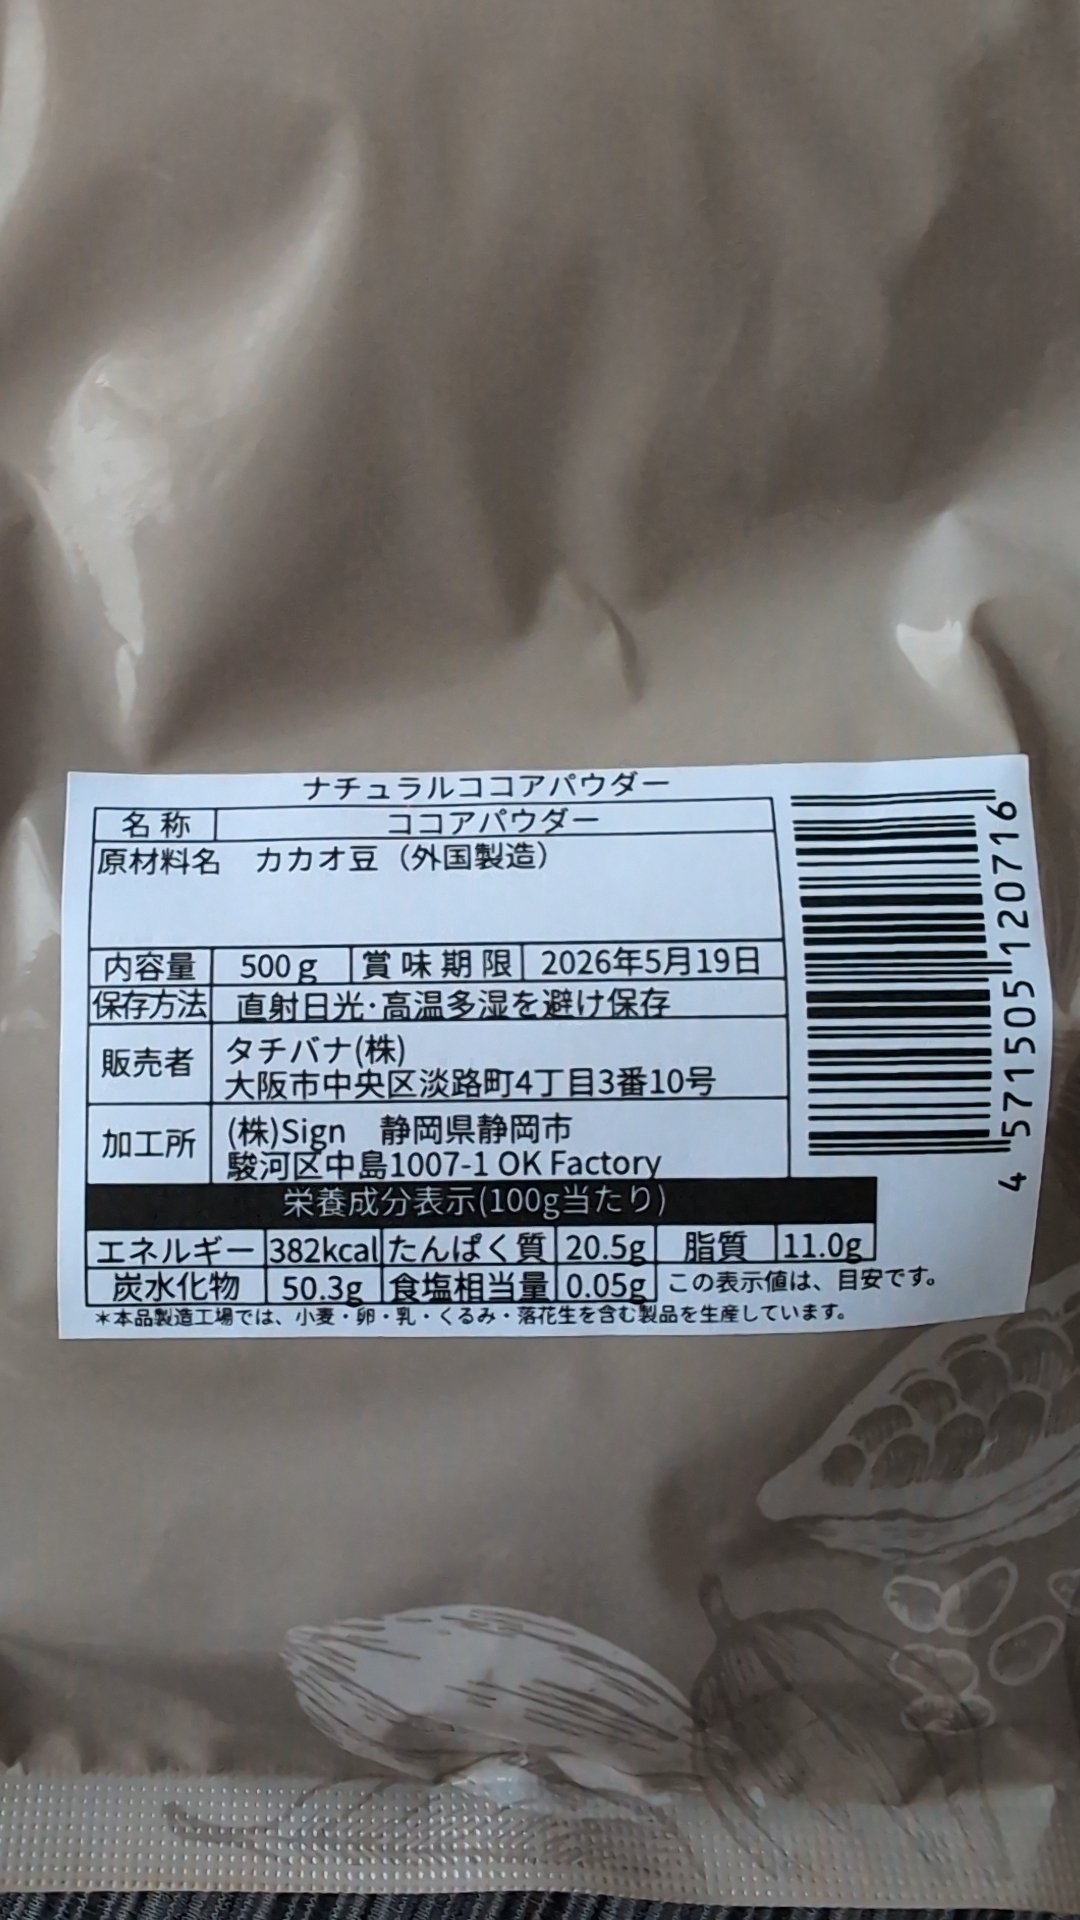 ナチュラルココアパウダー
名称 ココアパウダー
原材料名 カカオ豆（外国製造）
内容量 500g 賞味期限 2026年5月19日
保存方法 直射日光・高温多湿を避け保存
販売者 タチバナ(株)
大阪市中央区淡路町4丁目3番10号
加工所 (株)Sign 静岡県静岡市
駿河区中島1007-1 OK Factory
栄養成分表示(100g当たり)
エネルギー 382kcal たんぱく質 20.5g 脂質 11.0g
炭水化物 50.3g 食塩相当量 0.05g この表示値は、目安です。
＊本品製造工場では、小麦・卵・乳・くるみ・落花生を含む製品を生産しています。
4 571505 120716